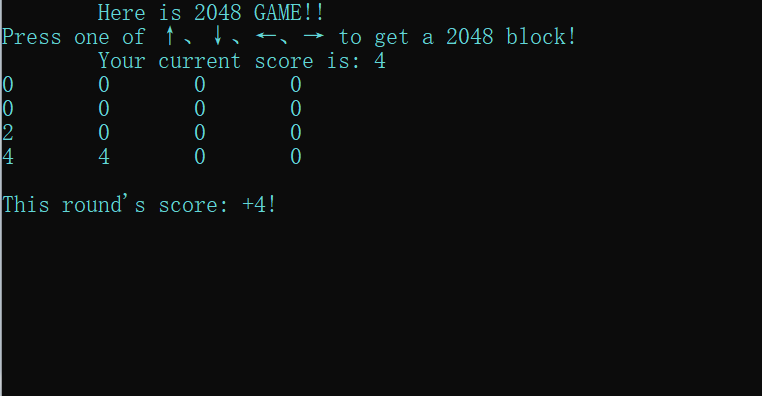 Here is 2048 GAME!!
Press one of ↑、↓、←、→ to get a 2048 block!
Your current score is: 4
0 0 0 0
0 0 0 0
2 0 0 0
4 4 0 0
This round's score: +4!